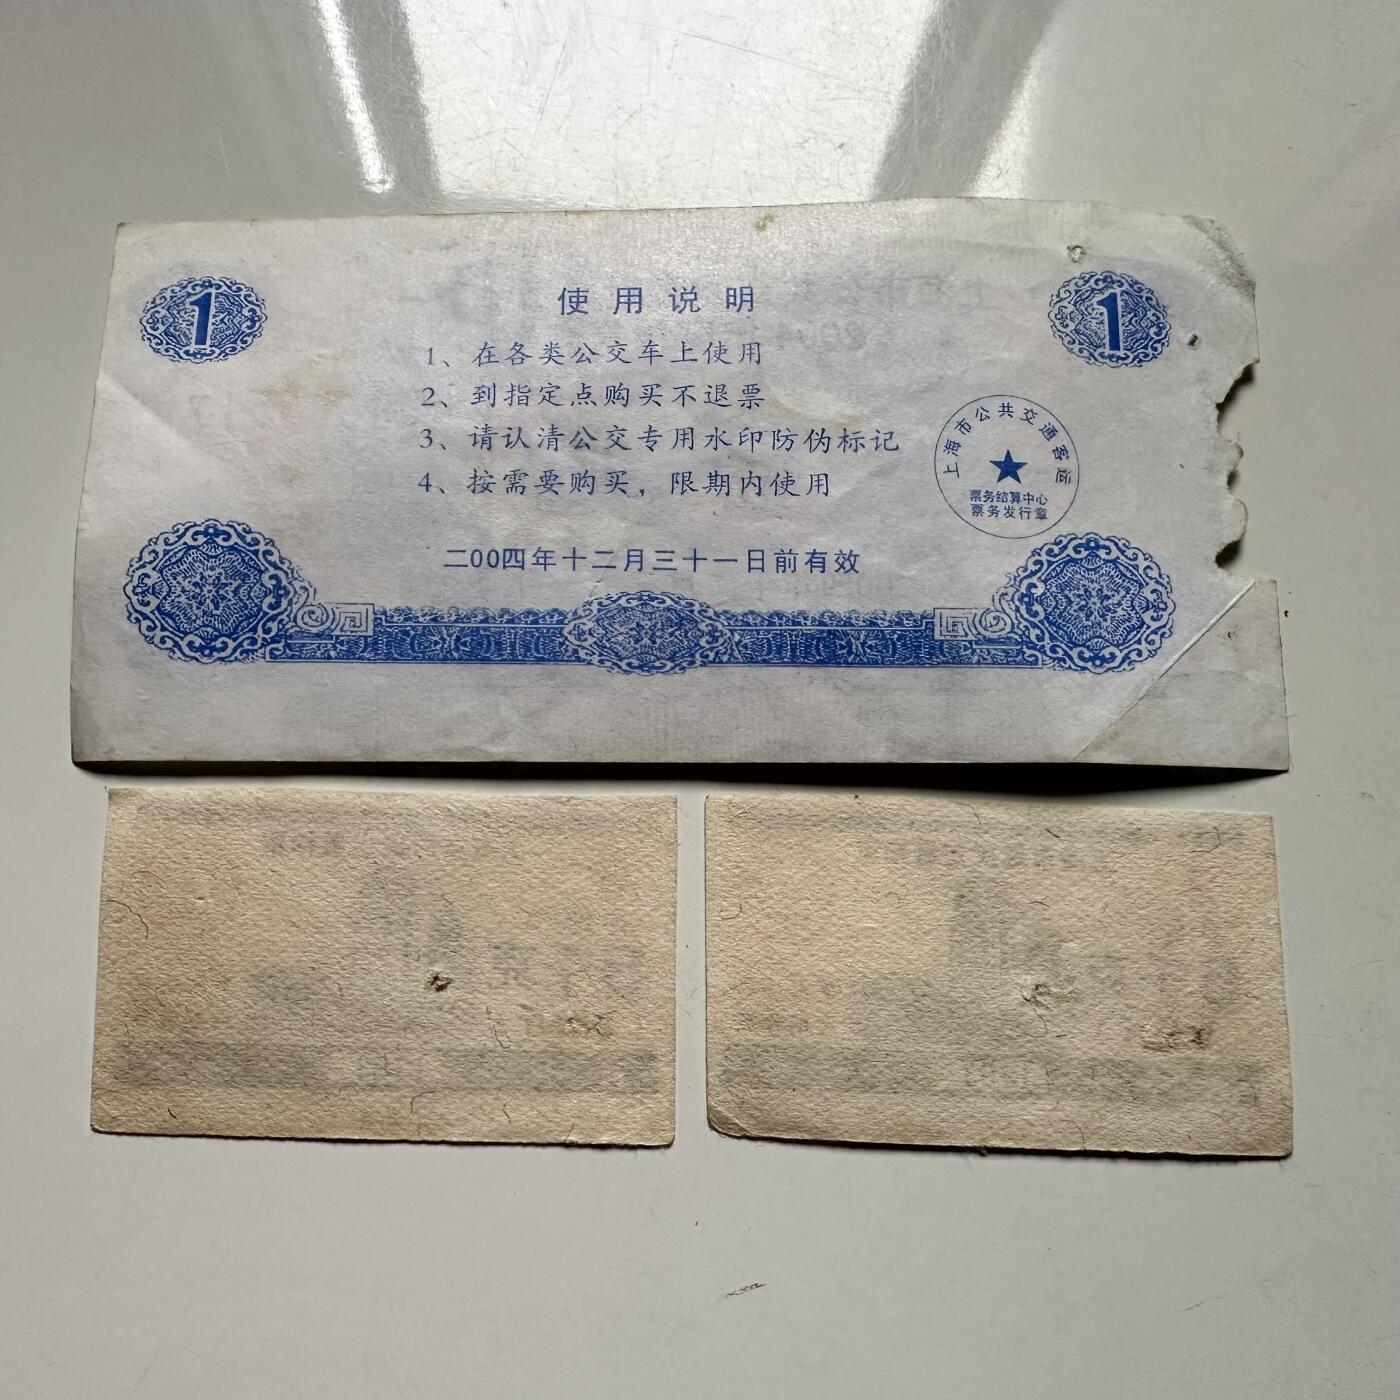 1
1
使用说明
1、在各类公交车上使用
2、到指定点购买不退票
3、请认清公交专用水印防伪标记
4、按需要购买，限期内使用
上海市公共交通客运
票务结算中心
票务发行章
二00四年十二月三十一日前有效